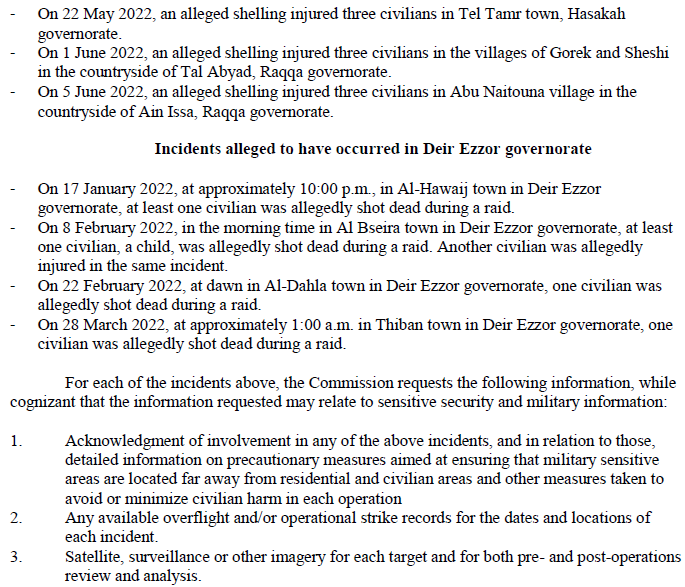 - On 22 May 2022, an alleged shelling injured three civilians in Tel Tamr town, Hasakah
governorate.
- On 1 June 2022, an alleged shelling injured three civilians in the villages of Gorek and Sheshi
in the countryside of Tal Abyad, Raqqa governorate.
- On 5 June 2022, an alleged shelling injured three civilians in Abu Naitouna village in the
countryside of Ain Issa, Raqqa governorate.
Incidents alleged to have occurred in Deir Ezzor governorate
- On 17 January 2022, at approximately 10:00 p.m., in Al-Hawaij town in Deir Ezzor
governorate, at least one civilian was allegedly shot dead during a raid.
- On 8 February 2022, in the morning time in Al Bseira town in Deir Ezzor governorate, at least
one civilian, a child, was allegedly shot dead during a raid. Another civilian was allegedly
injured in the same incident.
- On 22 February 2022, at dawn in Al-Dahla town in Deir Ezzor governorate, one civilian was
allegedly shot dead during a raid.
- On 28 March 2022, at approximately 1:00 a.m. in Thiban town in Deir Ezzor governorate, one
civilian was allegedly shot dead during a raid.
For each of the incidents above, the Commission requests the following information, while
cognizant that the information requested may relate to sensitive security and military information:
1. Acknowledgment of involvement in any of the above incidents, and in relation to those,
detailed information on precautionary measures aimed at ensuring that military sensitive
areas are located far away from residential and civilian areas and other measures taken to
avoid or minimize civilian harm in each operation
2. Any available overflight and/or operational strike records for the dates and locations of
each incident.
3. Satellite, surveillance or other imagery for each target and for both pre- and post-operations
review and analysis.